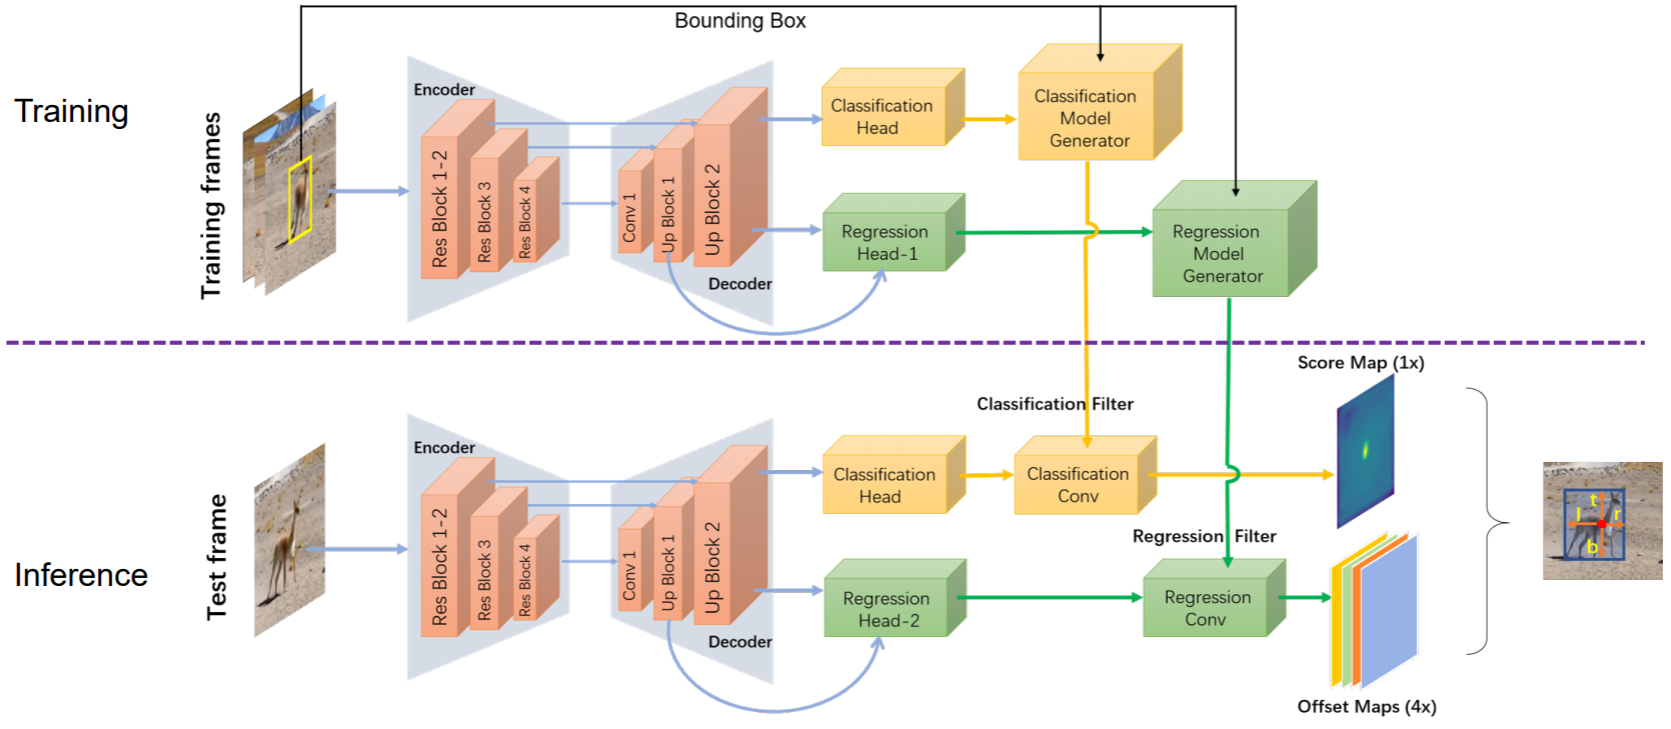 Bounding Box
Training
Training frames
Encoder
Res Block 1-2
Res Block 3
Res Block 4
Conv 1
Up Block 1
Up Block 2
Decoder
Classification
Head
Classification
Model
Generator
Regression
Head-1
Regression
Model
Generator
Inference
Test frame
Encoder
Res Block 1-2
Res Block 3
Res Block 4
Conv 1
Up Block 1
Up Block 2
Decoder
Classification
Head
Classification Filter
Classification
Conv
Regression
Head-2
Regression Filter
Regression
Conv
Score Map (1x)
Offset Maps (4x)
t
l
r
b